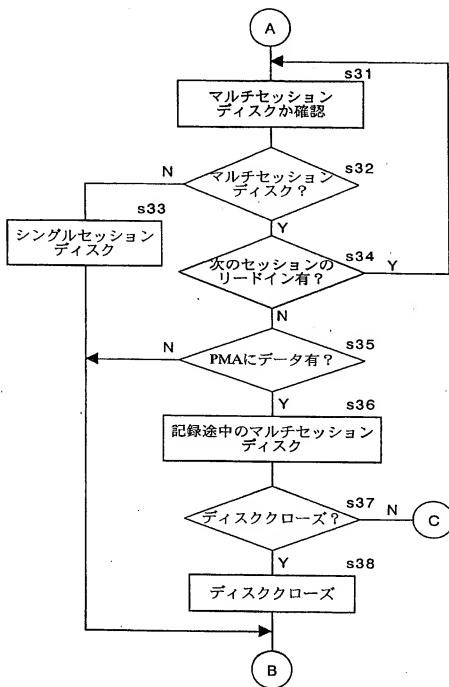 A
s31
マルチセッション
ディスクか確認
s32
マルチセッション
ディスク？
N
Y
s33
シングルセッション
ディスク
s34
次のセッションの
リードイン有？
Y
N
s35
PMAにデータ有？
N
Y
s36
記録途中のマルチセッション
ディスク
s37
ディスククローズ？
N
C
Y
s38
ディスククローズ
B